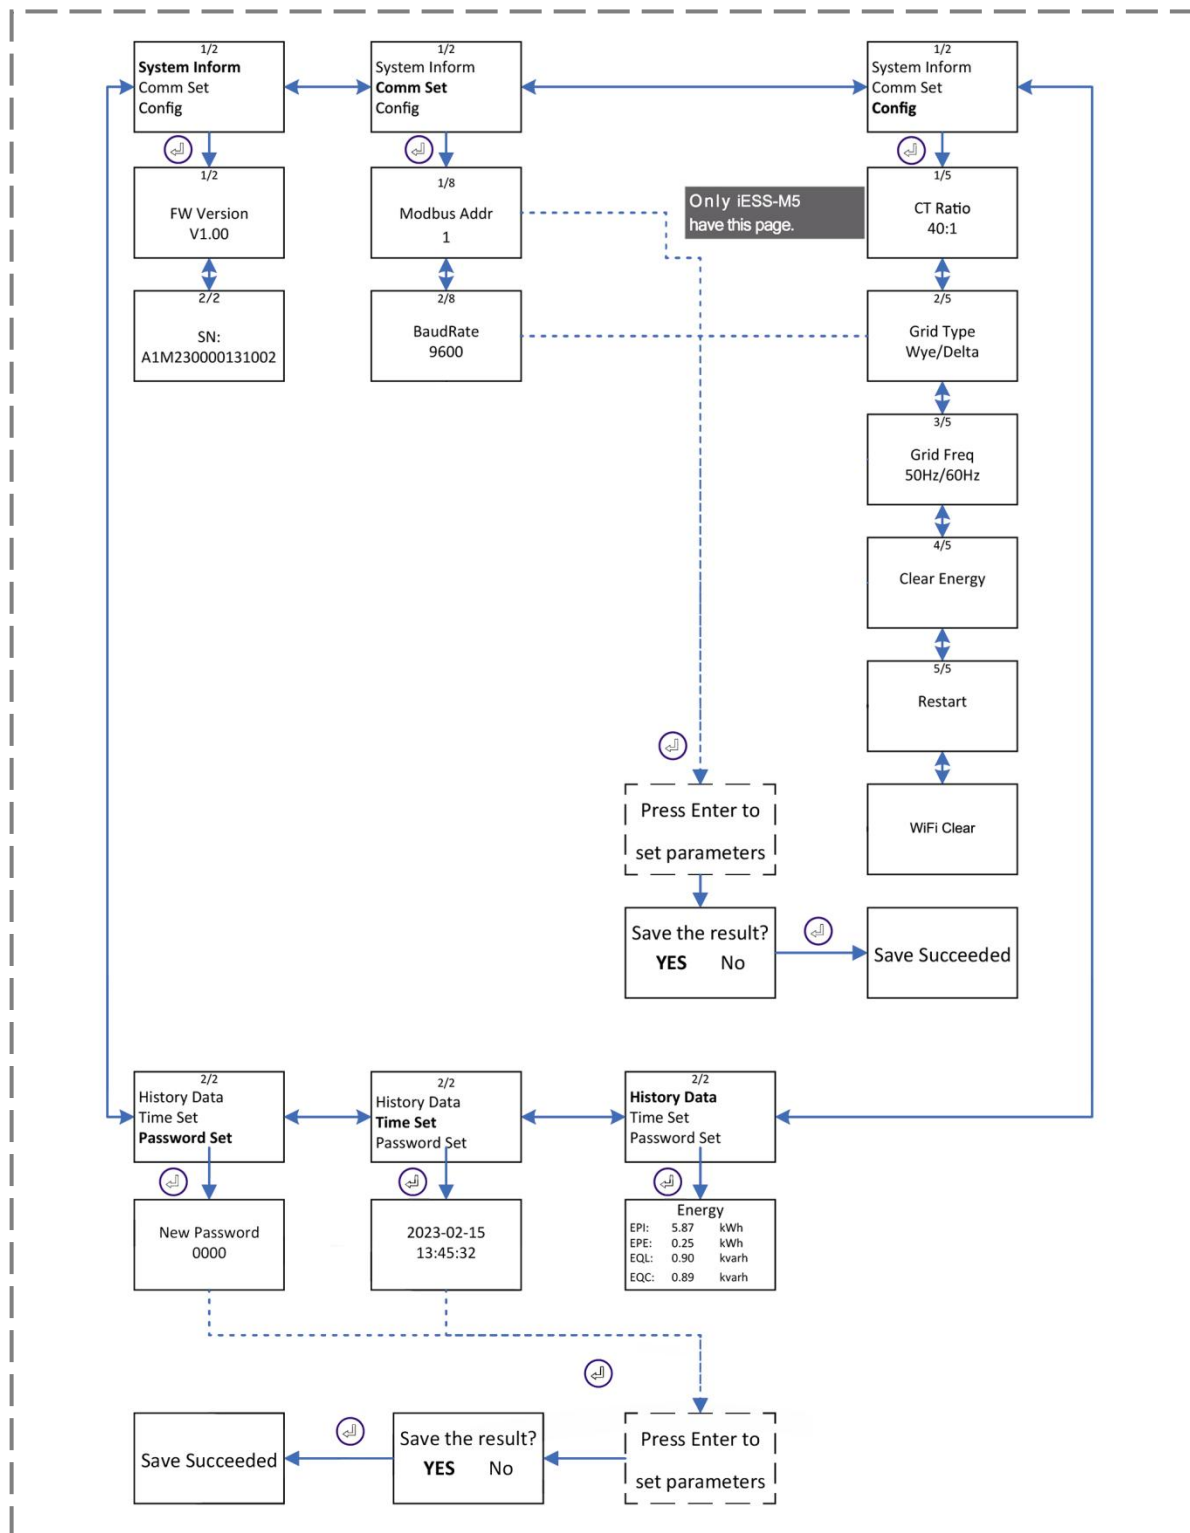 1/2
System Inform
Comm Set
Config
1/2
System Inform
Comm Set
Config
1/2
System Inform
Comm Set
Config
1/2
FW Version
V1.00
1/8
Modbus Addr
1
Only iESS-M5
have this page.
1/5
CT Ratio
40:1
2/2
SN:
A1M230000131002
2/8
BaudRate
9600
2/5
Grid Type
Wye/Delta
3/5
Grid Freq
50Hz/60Hz
4/5
Clear Energy
5/5
Restart
WiFi Clear
Press Enter to
set parameters
Save the result?
YES No
Save Succeeded
2/2
History Data
Time Set
Password Set
2/2
History Data
Time Set
Password Set
2/2
History Data
Time Set
Password Set
New Password
0000
2023-02-15
13:45:32
Energy
EPI: 5.87 kWh
EPE: 0.25 kWh
EQL: 0.90 kvarh
EQC: 0.89 kvarh
Save Succeeded
Save the result?
YES No
Press Enter to
set parameters